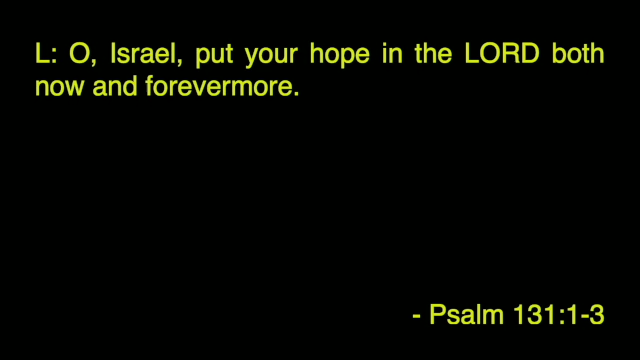 L: O, Israel, put your hope in the LORD both
now and forevermore.
- Psalm 131:1-3